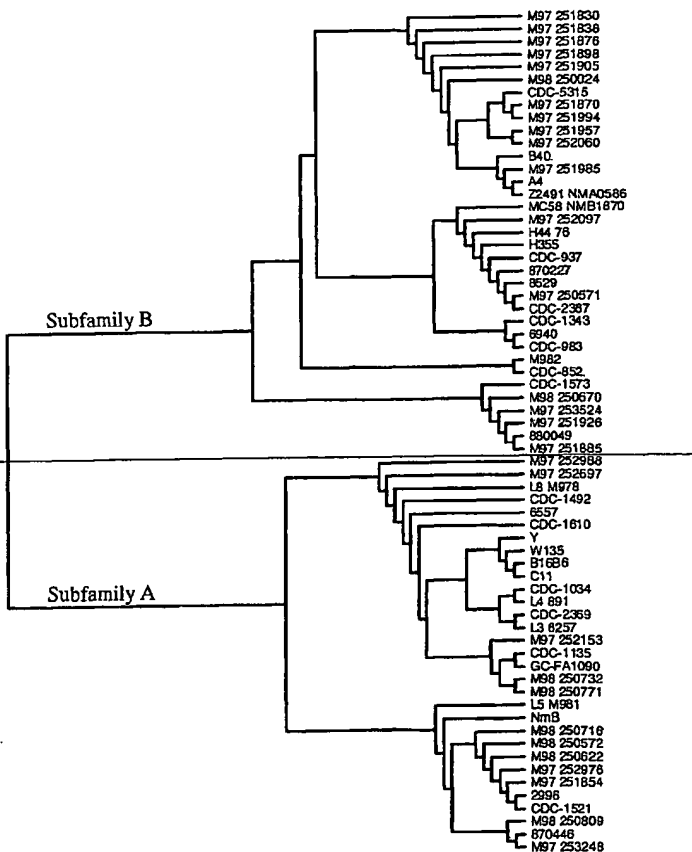 M97 251830
M97 251838
M97 251876
M97 251898
M97 251905
M98 250024
CDC-5315
M97 251870
M97 251994
M97 251957
M97 252060
B40.
M97 251985
A4
Z2491 NMA0586
MC58 NMB1870
M97 252097
H44 76
H355
CDC-937
870227
8529
M97 250571
CDC-2367
CDC-1343
6940
CDC-983
M982
CDC-852.
CDC-1573
M98 250670
M97 253524
M97 251926
880049
M97 251885
Subfamily B
M97 252988
M97 252697
L8 M978
CDC-1492
6557
CDC-1610
Y
W135
B16B6
C11
CDC-1034
L4 891
CDC-2369
L3 6257
M97 252153
CDC-1135
GC-FA1090
M98 250732
M98 250771
Subfamily A
L5 M981
NmB
M98 250716
M98 250572
M98 250622
M97 252976
M97 251854
2996
CDC-1521
M98 250809
870446
M97 253248